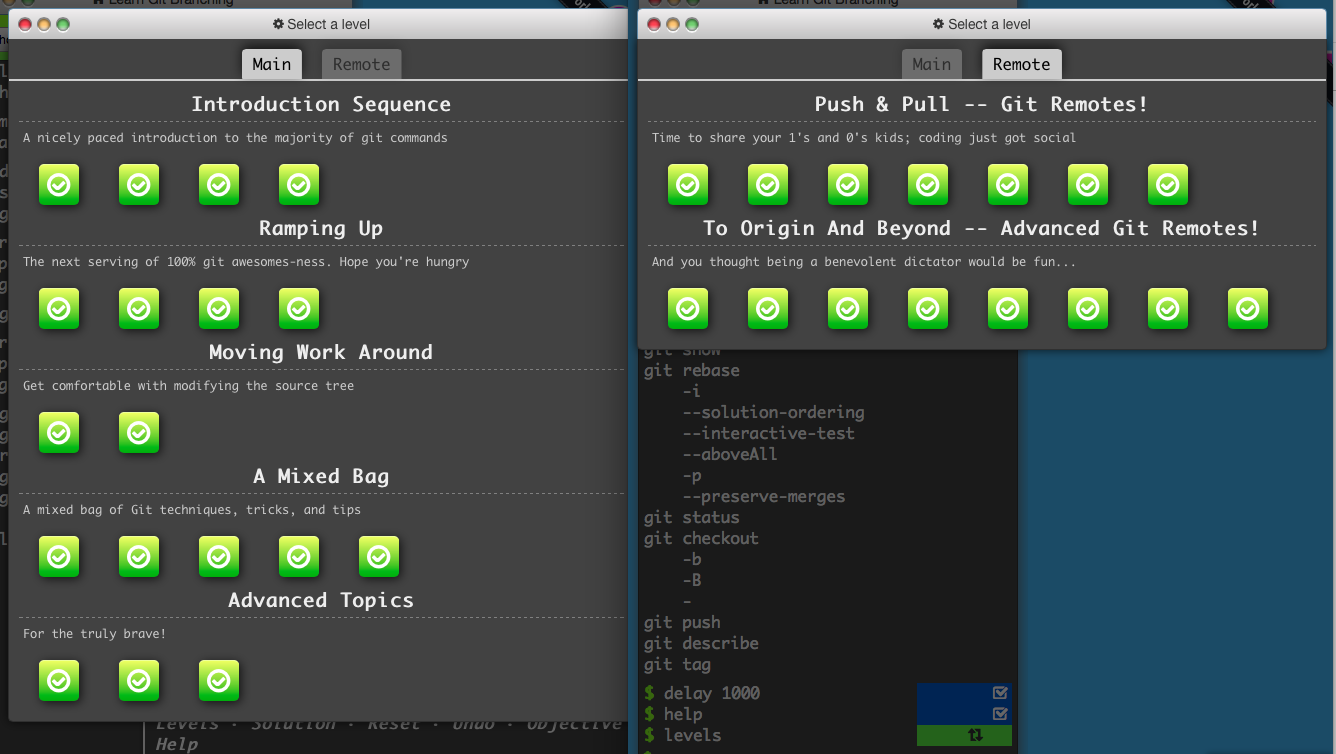 Learn Git Branching
Select a level
Main Remote
Introduction Sequence
A nicely paced introduction to the majority of git commands
Ramping Up
The next serving of 100% git awesomes-ness. Hope you're hungry
Moving Work Around
Get comfortable with modifying the source tree
A Mixed Bag
A mixed bag of Git techniques, tricks, and tips
Advanced Topics
For the truly brave!
Levels · Solution · Reset · Undo · Objective
Help
Learn Git Branching
Select a level
Main Remote
Push & Pull -- Git Remotes!
Time to share your 1's and 0's kids; coding just got social
To Origin And Beyond -- Advanced Git Remotes!
And you thought being a benevolent dictator would be fun...
git show
git rebase
-i
--solution-ordering
--interactive-test
--aboveAll
-p
--preserve-merges
git status
git checkout
-b
-B
-
git push
git describe
git tag
$ delay 1000
$ help
$ levels